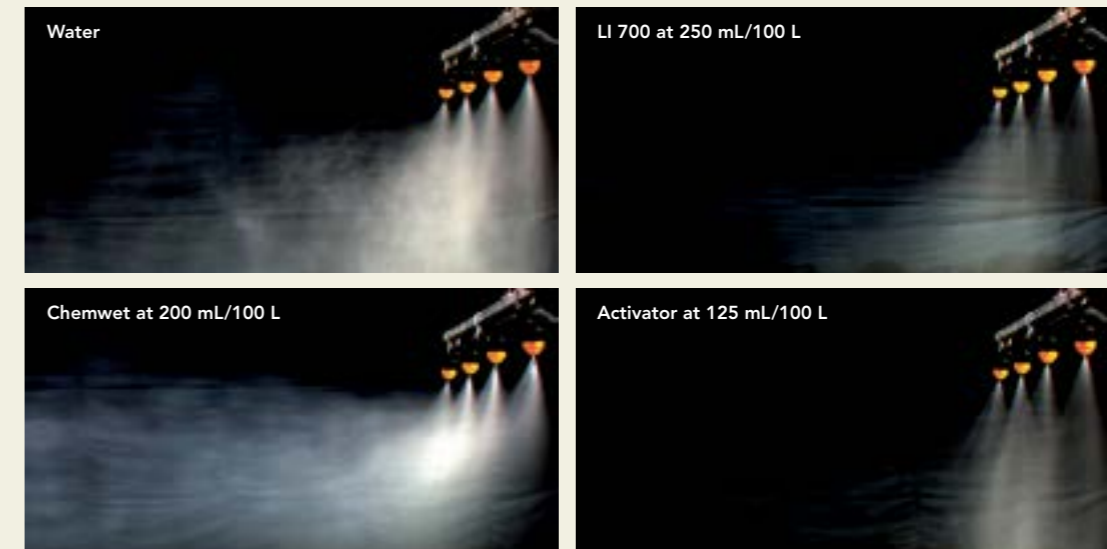 Water
LI 700 at 250 mL/100 L
Chemwet at 200 mL/100 L
Activator at 125 mL/100 L